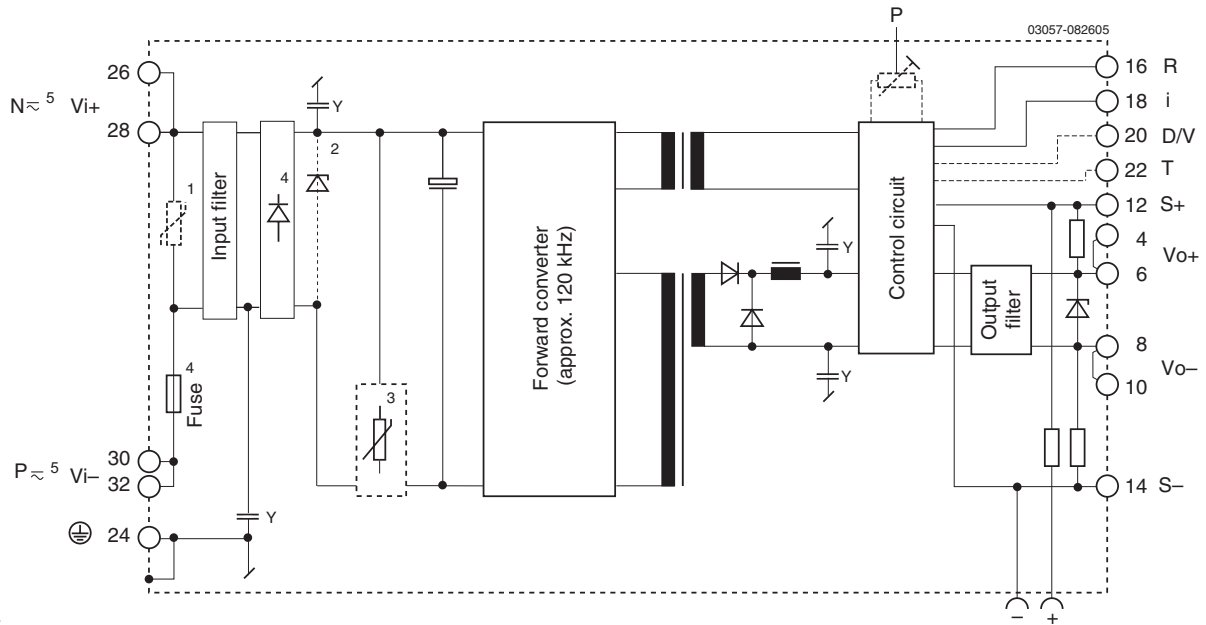 P
03057-082605
26
16 R
N≂ 5 Vi+
Y
18 i
28
20 D/V
2
22 T
1
4
12 S+
Input filter
4
Y
Vo+
6
Forward converter
(approx. 120 kHz)
Control circuit
Output
filter
8
Y
Vo–
4
Fuse
3
10
30
P≂ 5 Vi–
32
14 S–
Y
24
– +